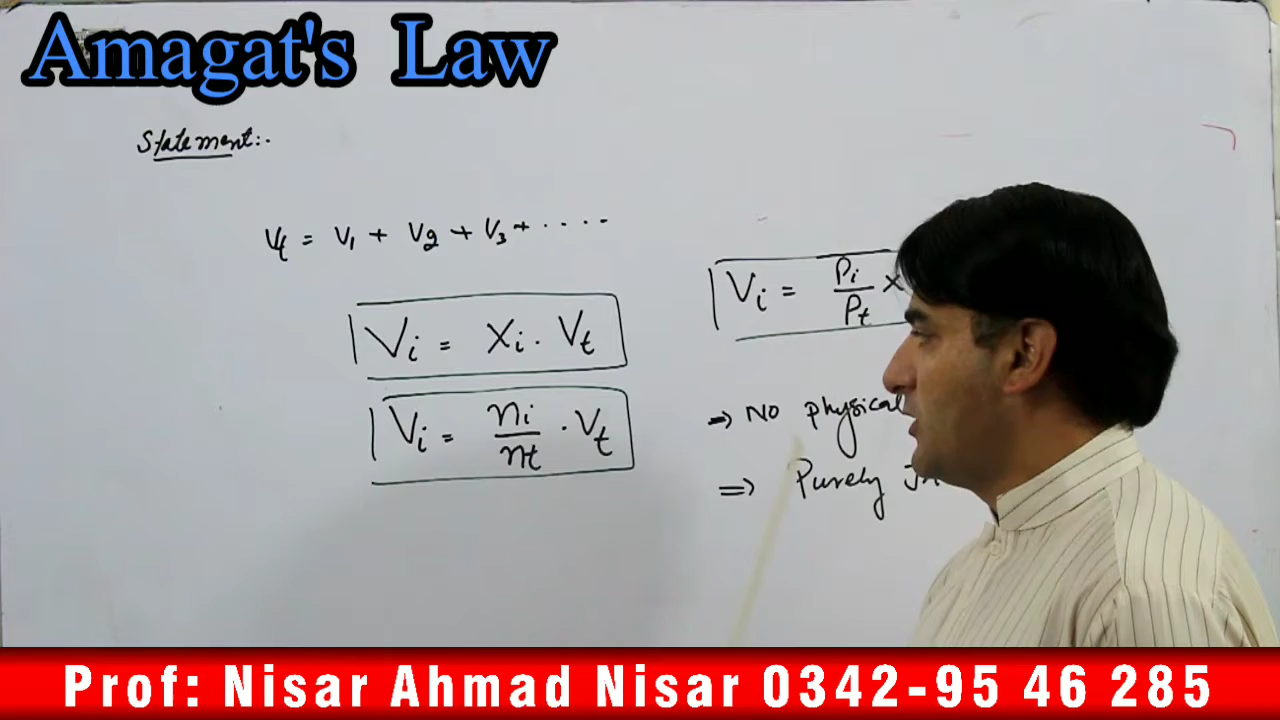 Amagat's Law
Statement:-
Vt = V1 + V2 + V3 + ....
Vi = Xi . Vt
Vi = ni/nt . Vt
Vi = Pi/Pt ×
⇒ No physical
⇒ Purely
Prof: Nisar Ahmad Nisar 0342-95 46 285